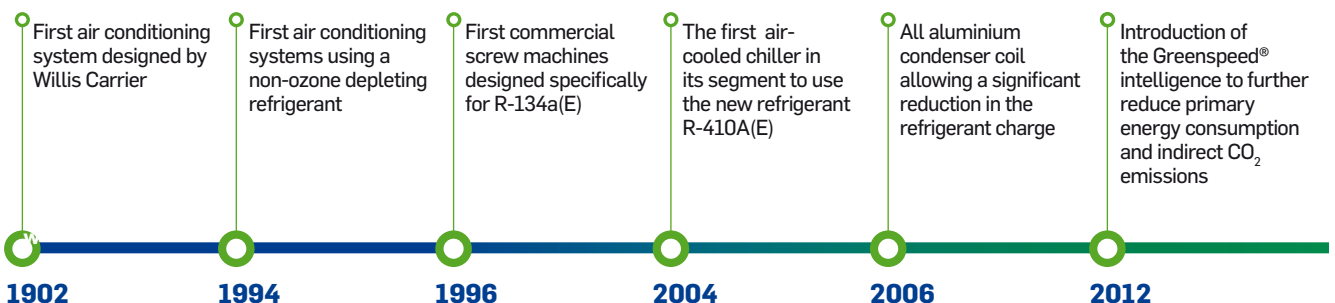 First air conditioning
system designed by
Willis Carrier
First air conditioning
systems using a
non-ozone depleting
refrigerant
First commercial
screw machines
designed specifically
for R-134a(E)
The first air-
cooled chiller in
its segment to use
the new refrigerant
R-410A(E)
All aluminium
condenser coil
allowing a significant
reduction in the
refrigerant charge
Introduction of
the Greenspeed®
intelligence to further
reduce primary
energy consumption
and indirect CO₂
emissions
1902
1994
1996
2004
2006
2012